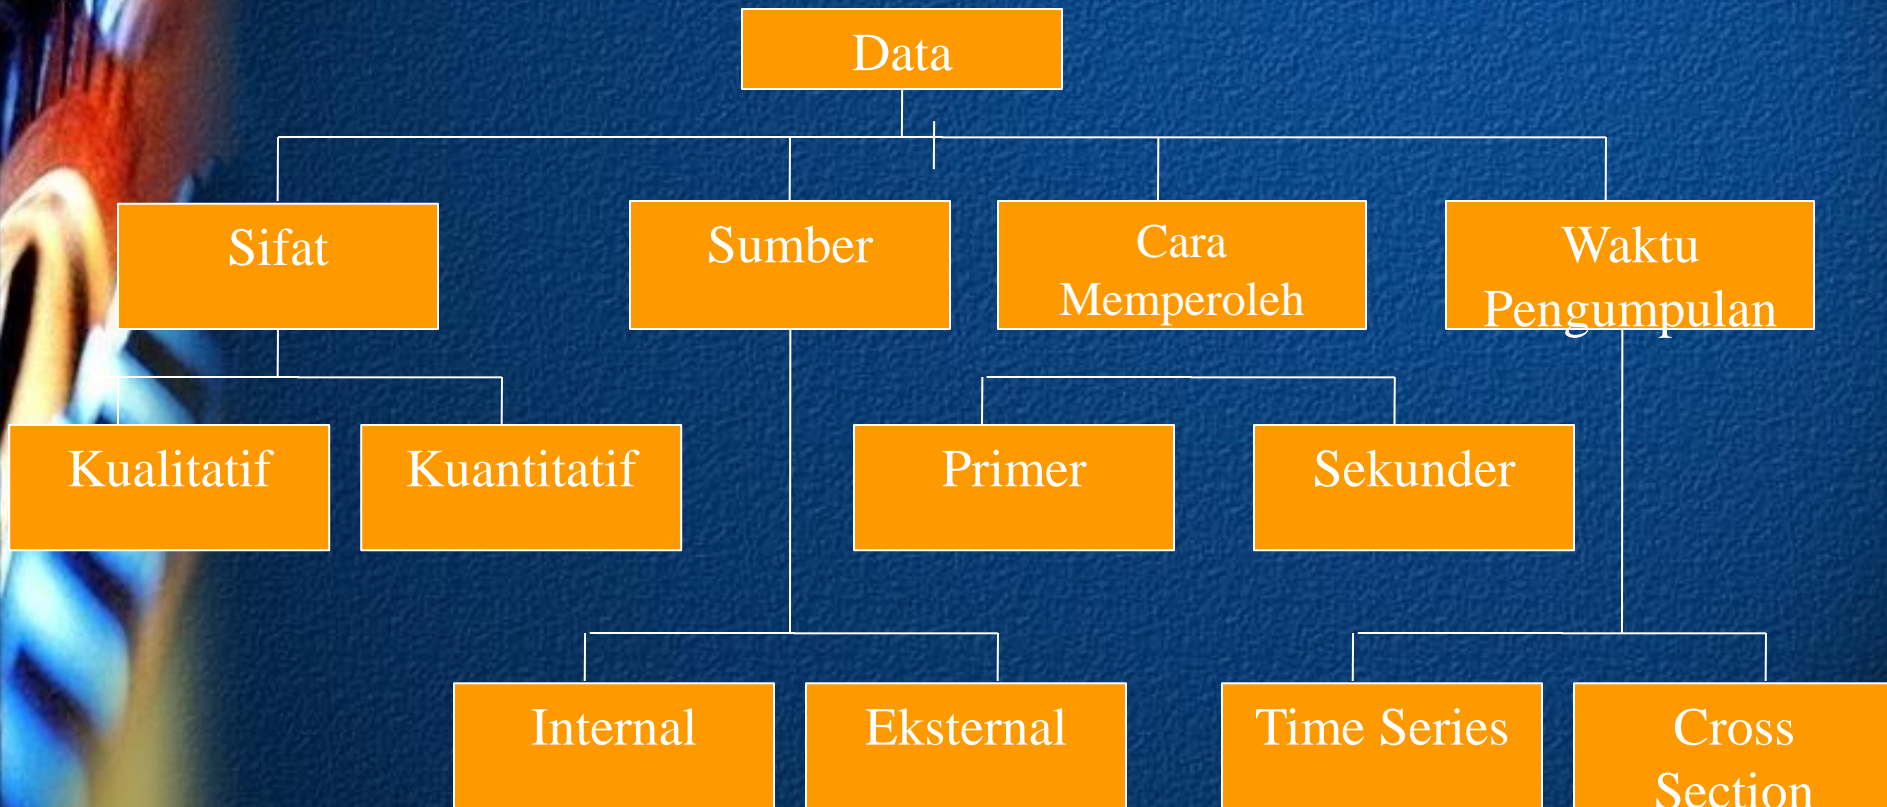 Data
Sifat
Sumber
Cara
Memperoleh
Waktu
Pengumpulan
Kualitatif
Kuantitatif
Primer
Sekunder
Internal
Eksternal
Time Series
Cross
Section